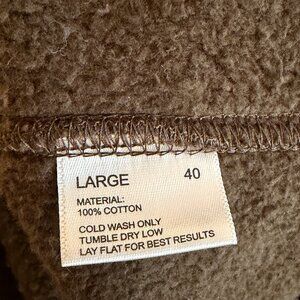 LARGE 40
MATERIAL:
100% COTTON
COLD WASH ONLY
TUMBLE DRY LOW
LAY FLAT FOR BEST RESULTS